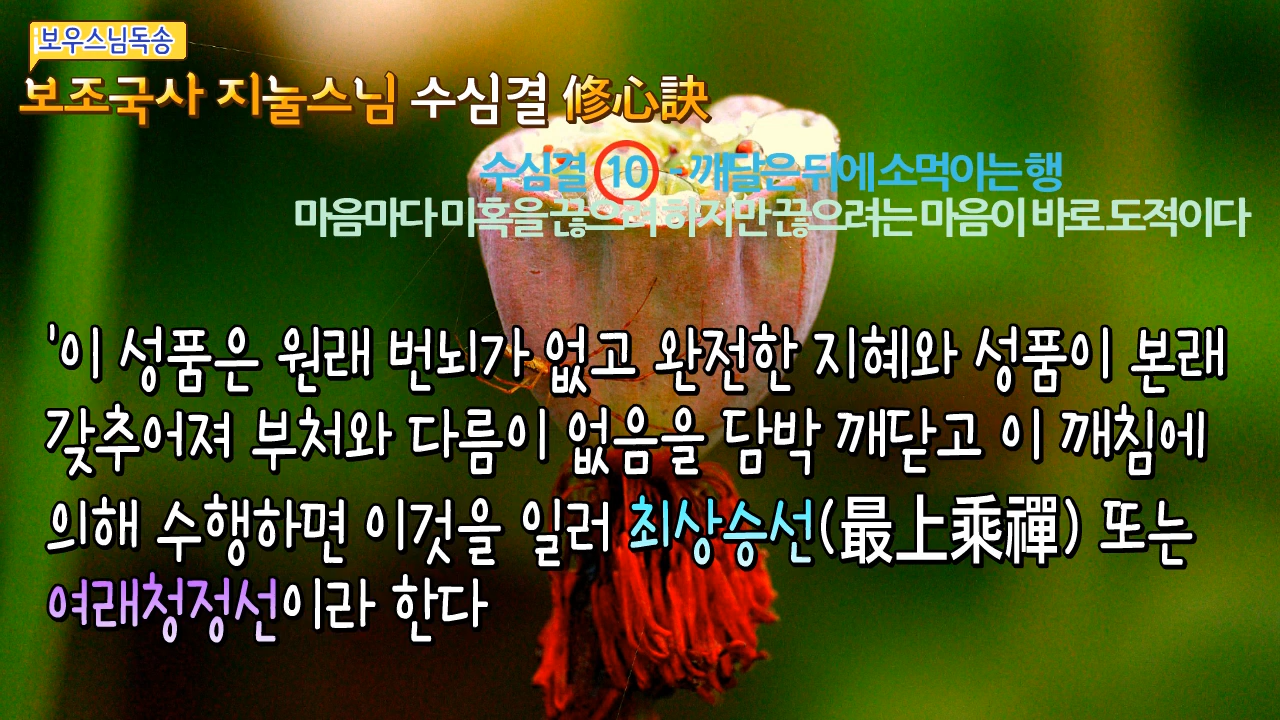 보우스님독송
보조국사 지눌스님 수심결 修心訣
수심결 10 - 깨달은 뒤에 소먹이는 행
마음마다 미혹을 끊으려 하지만 끊으려는 마음이 바로 도적이다
'이 성품은 원래 번뇌가 없고 완전한 지혜와 성품이 본래
갖추어져 부처와 다름이 없음을 담박 깨닫고 이 깨침에
의해 수행하면 이것을 일러 최상승선(最上乘禪) 또는
여래청정선이라 한다